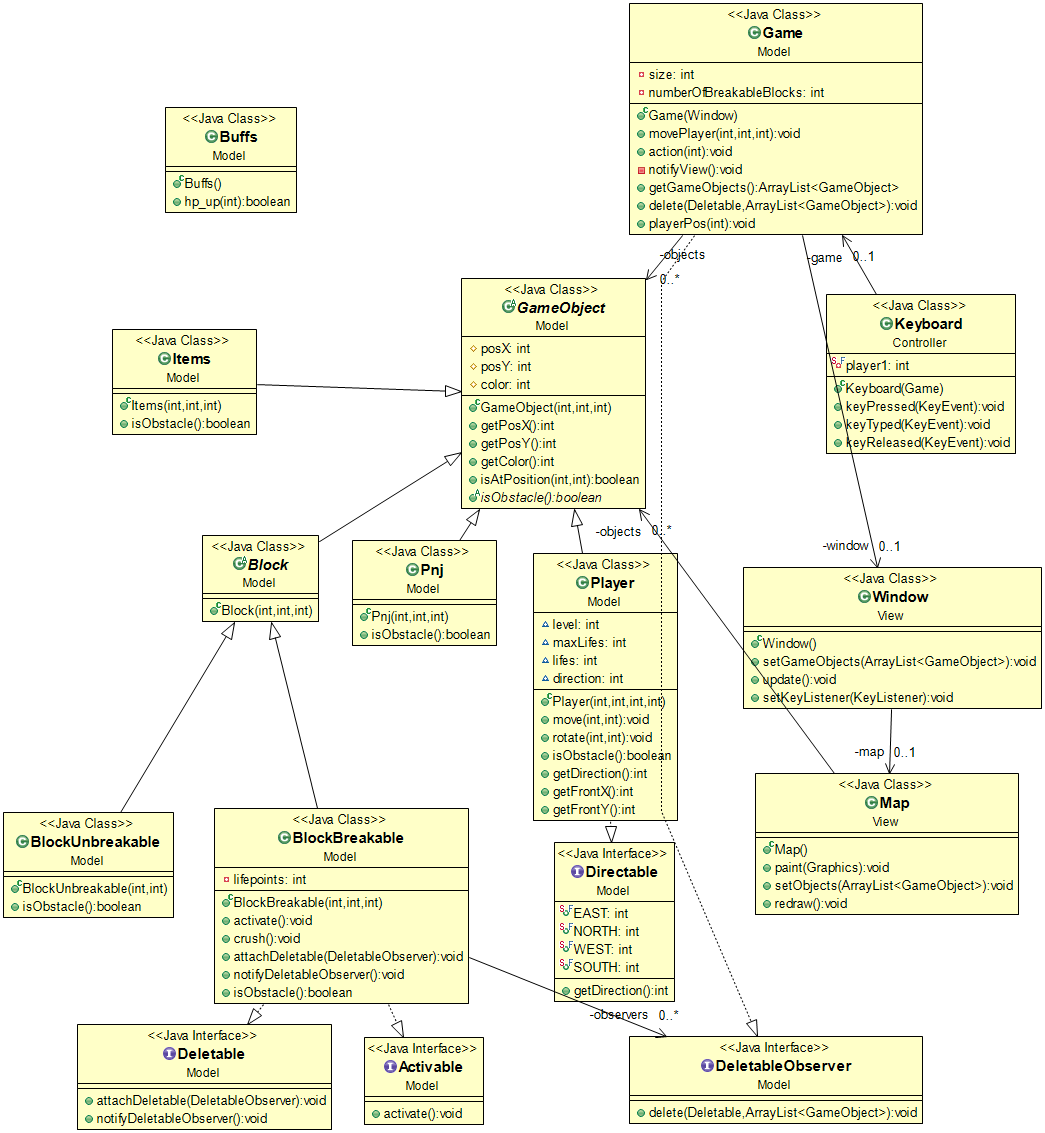 <<Java Class>>
Game
Model
size: int
numberOfBreakableBlocks: int
Game(Window)
movePlayer(int,int,int):void
action(int):void
notifyView():void
getGameObjects():ArrayList<GameObject>
delete(Deletable,ArrayList<GameObject>):void
playerPos(int):void
<<Java Class>>
Buffs
Model
Buffs()
hp_up(int):boolean
-objects
0..*
-game 0..1
<<Java Class>>
GameObject
Model
posX: int
posY: int
color: int
GameObject(int,int,int)
getPosX():int
getPosY():int
getColor():int
isAtPosition(int,int):boolean
isObstacle():boolean
<<Java Class>>
Keyboard
Controller
player1: int
Keyboard(Game)
keyPressed(KeyEvent):void
keyTyped(KeyEvent):void
keyReleased(KeyEvent):void
<<Java Class>>
Items
Model
Items(int,int,int)
isObstacle():boolean
-objects 0..*
-window 0..1
<<Java Class>>
Block
Model
Block(int,int,int)
<<Java Class>>
Pnj
Model
Pnj(int,int,int)
isObstacle():boolean
<<Java Class>>
Player
Model
level: int
maxLifes: int
lifes: int
direction: int
Player(int,int,int,int)
move(int,int):void
rotate(int,int):void
isObstacle():boolean
getDirection():int
getFrontX():int
getFrontY():int
<<Java Class>>
Window
View
Window()
setGameObjects(ArrayList<GameObject>):void
update():void
setKeyListener(KeyListener):void
-map 0..1
<<Java Class>>
Map
View
Map()
paint(Graphics):void
setObjects(ArrayList<GameObject>):void
redraw():void
<<Java Class>>
BlockUnbreakable
Model
BlockUnbreakable(int,int)
isObstacle():boolean
<<Java Class>>
BlockBreakable
Model
lifepoints: int
BlockBreakable(int,int,int)
activate():void
crush():void
attachDeletable(DeletableObserver):void
notifyDeletableObserver():void
isObstacle():boolean
<<Java Interface>>
Directable
Model
EAST: int
NORTH: int
WEST: int
SOUTH: int
getDirection():int
-observers 0..*
<<Java Interface>>
Deletable
Model
attachDeletable(DeletableObserver):void
notifyDeletableObserver():void
<<Java Interface>>
Activable
Model
activate():void
<<Java Interface>>
DeletableObserver
Model
delete(Deletable,ArrayList<GameObject>):void